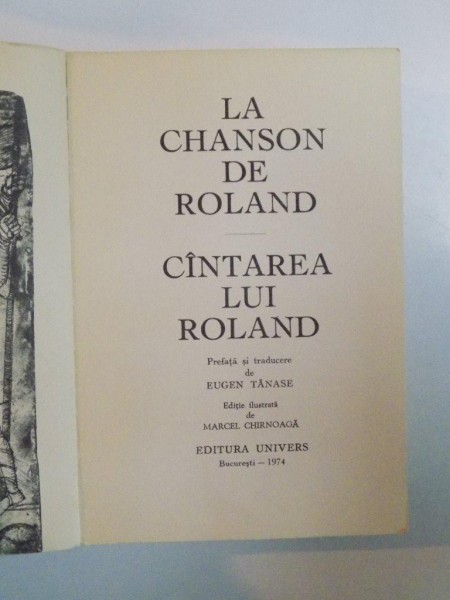 LA
CHANSON
DE
ROLAND
CÎNTAREA
LUI
ROLAND
Prefață și traducere
de
EUGEN TĂNASE
Ediție ilustrată
de
MARCEL CHIRNOAGĂ
EDITURA UNIVERS
București — 1974